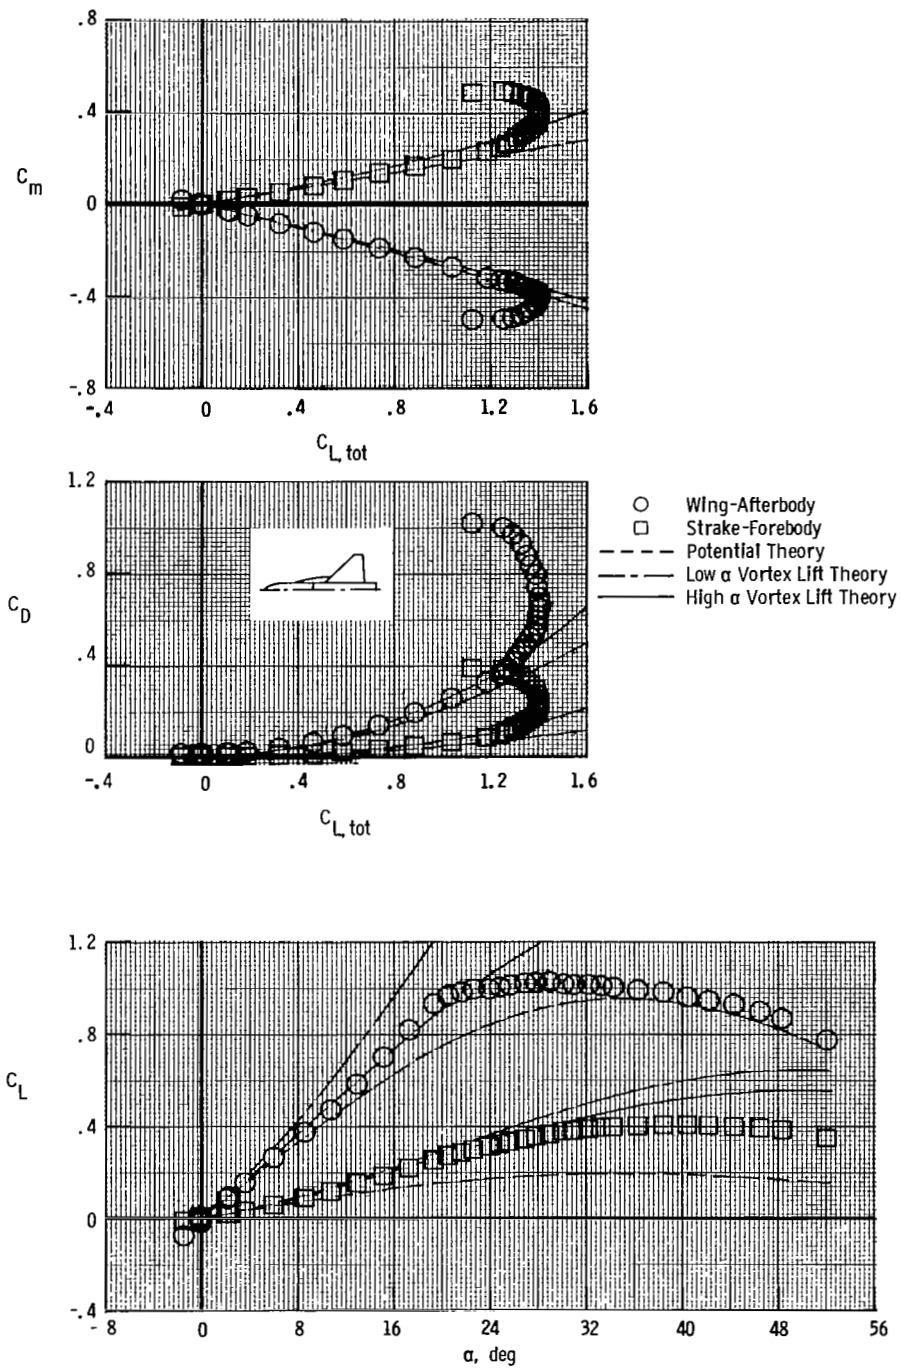 .8
.4
C_m
0
-.4
-.8
-.4 0 .4 .8 1.2 1.6
C_L, tot
1.2
.8
C_D
.4
0
-.4 0 .4 .8 1.2 1.6
C_L, tot
Wing-Afterbody
Strake-Forebody
Potential Theory
Low α Vortex Lift Theory
High α Vortex Lift Theory
1.2
.8
C_L
.4
0
-.4
-8 0 8 16 24 32 40 48 56
α, deg